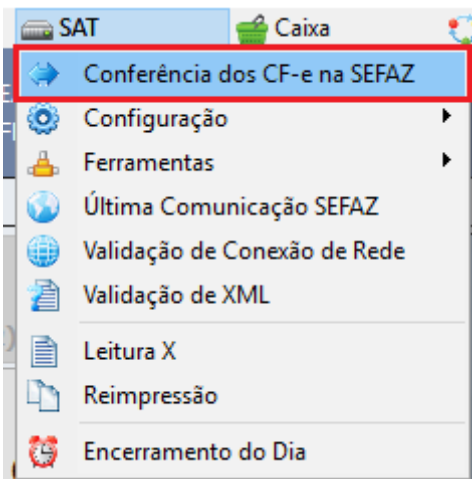 SAT Caixa
Conferência dos CF-e na SEFAZ
Configuração
Ferramentas
Última Comunicação SEFAZ
Validação de Conexão de Rede
Validação de XML
Leitura X
Reimpressão
Encerramento do Dia